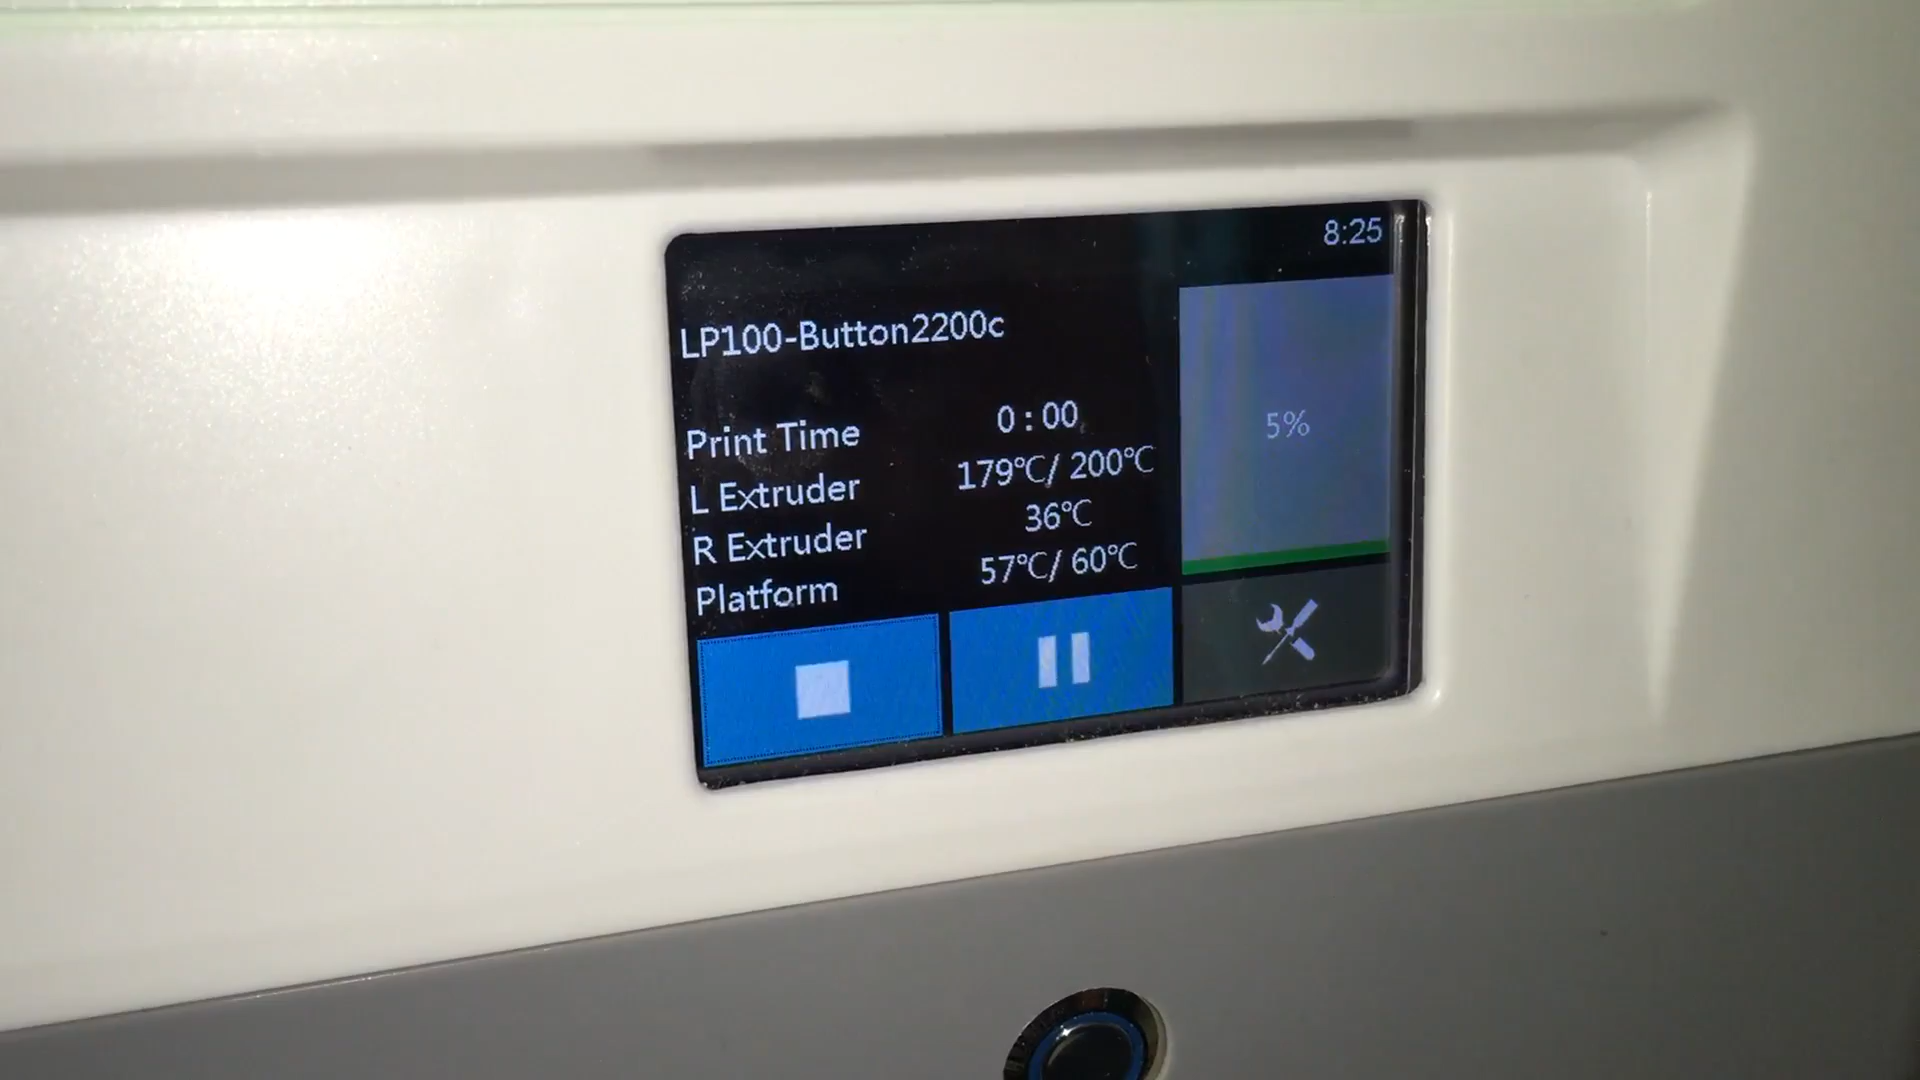 8:25
LP100-Button2200c
Print Time 0 : 00
L Extruder 179℃/ 200℃
R Extruder 36℃
Platform 57℃/ 60℃
5%